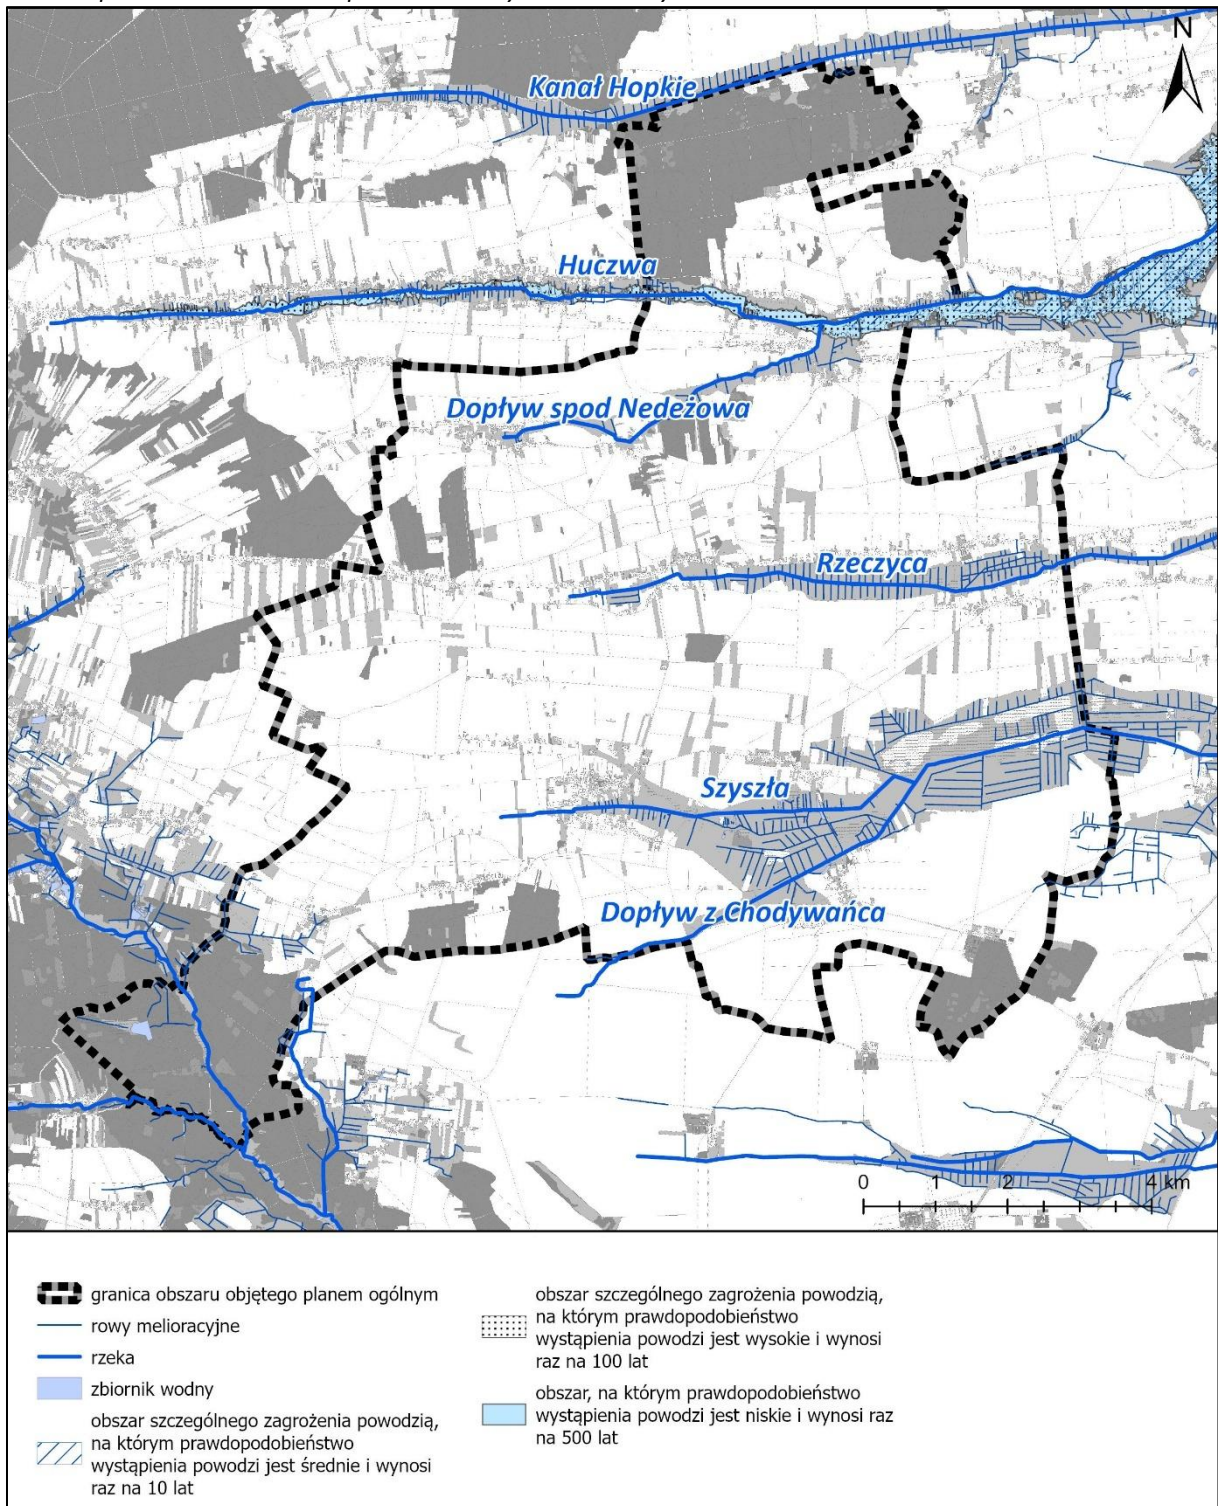 N
Kanał Hopkie
Huczwa
Dopływ spod Nedeżowa
Rzeczyca
Szyszła
Dopływ z Chodywańca
0 1 2 4 km
granica obszaru objętego planem ogólnym
rowy melioracyjne
rzeka
zbiornik wodny
obszar szczególnego zagrożenia powodzią,
na którym prawdopodobieństwo
wystąpienia powodzi jest średnie i wynosi
raz na 10 lat
obszar szczególnego zagrożenia powodzią,
na którym prawdopodobieństwo
wystąpienia powodzi jest wysokie i wynosi
raz na 100 lat
obszar, na którym prawdopodobieństwo
wystąpienia powodzi jest niskie i wynosi raz
na 500 lat